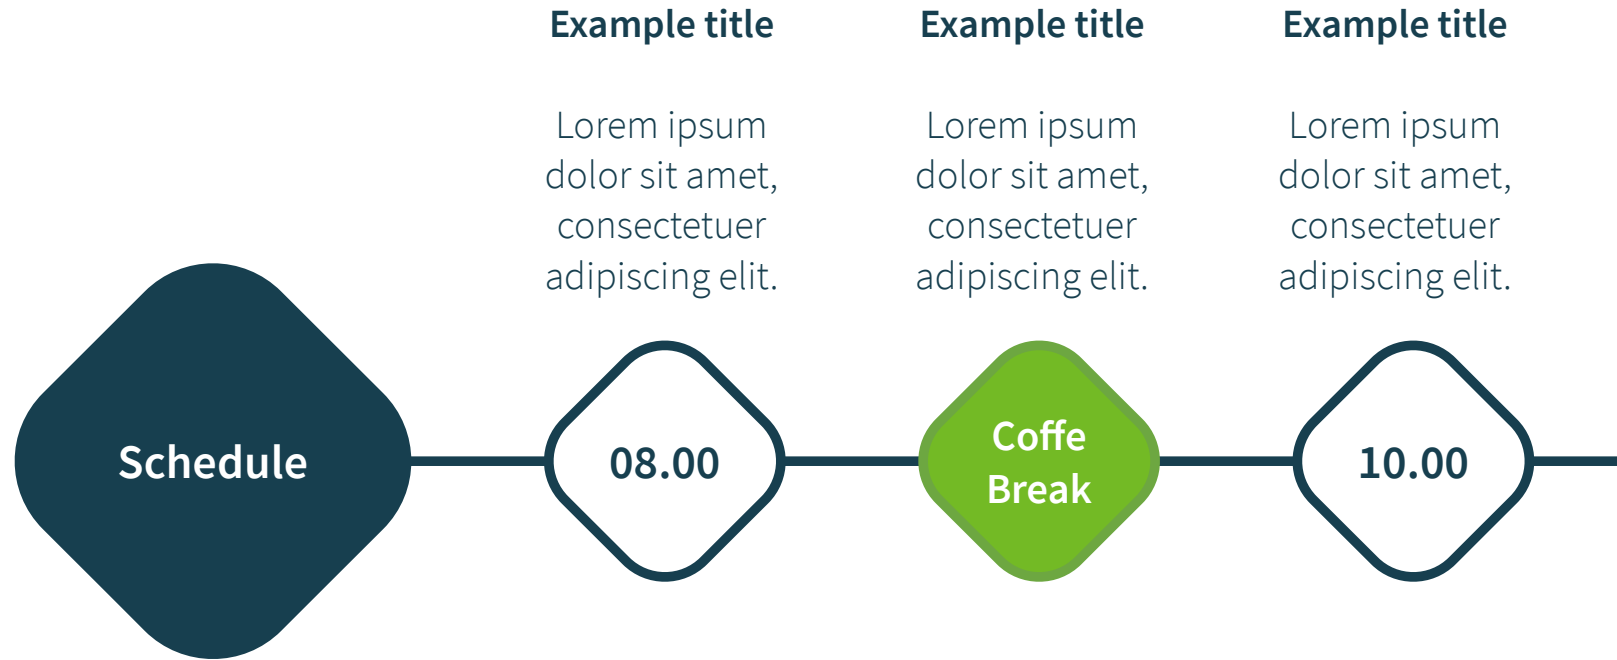 Example title
Lorem ipsum
dolor sit amet,
consectetuer
adipiscing elit.
Example title
Lorem ipsum
dolor sit amet,
consectetuer
adipiscing elit.
Example title
Lorem ipsum
dolor sit amet,
consectetuer
adipiscing elit.
Schedule
08.00
Coffe
Break
10.00